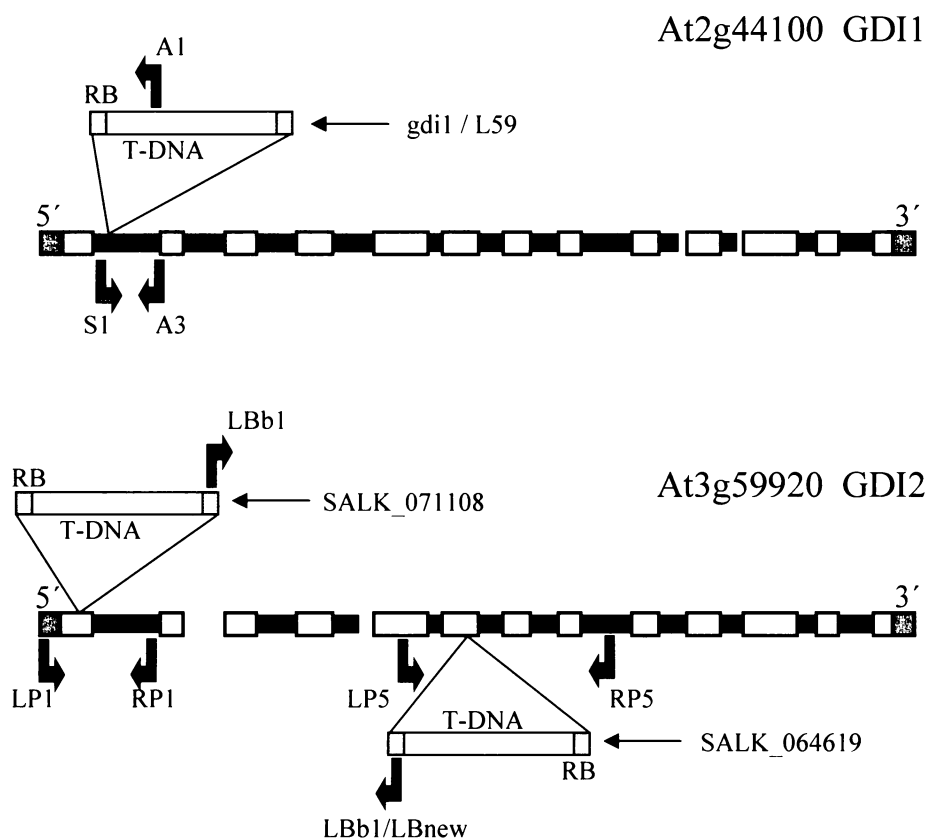 At2g44100 GDI1
A1
RB
gdi1 / L59
T-DNA
5´
3´
S1
A3
LBb1
RB
SALK_071108
At3g59920 GDI2
T-DNA
5´
3´
LP1
RP1
LP5
RP5
T-DNA
SALK_064619
RB
LBb1/LBnew